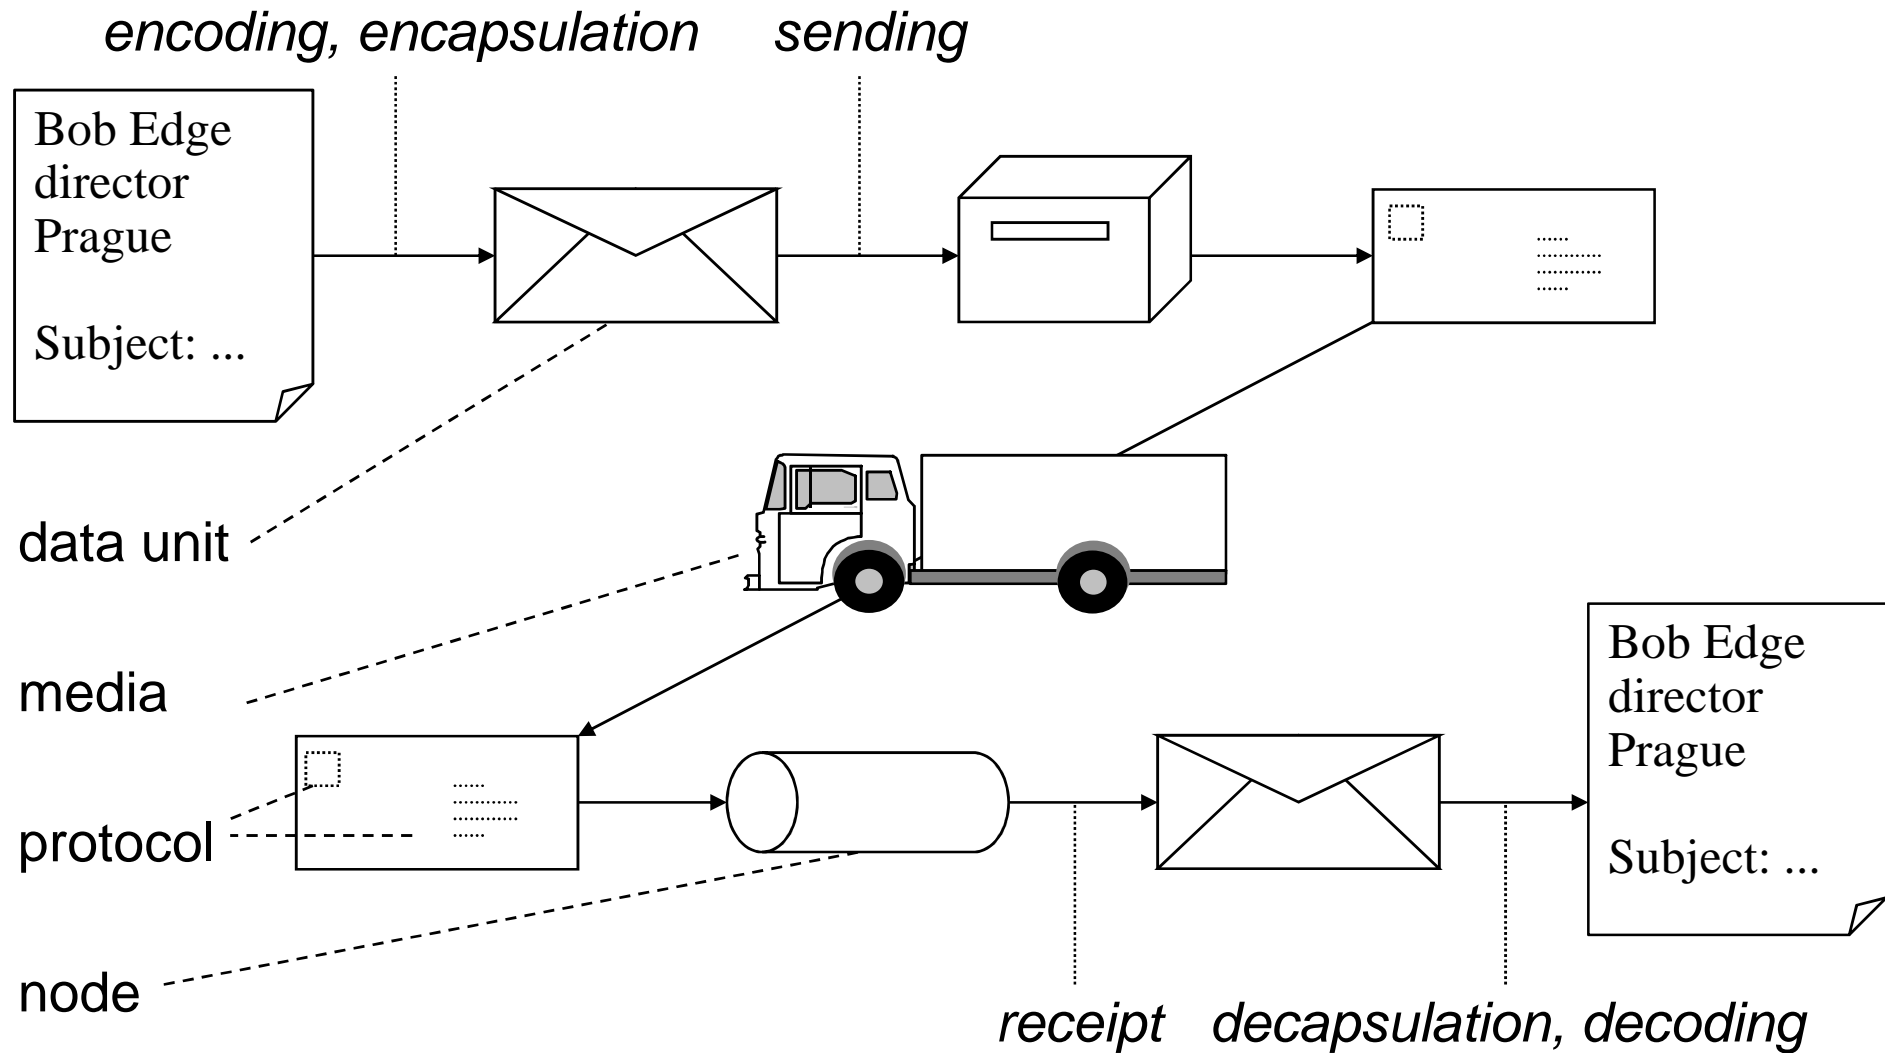 encoding, encapsulation
sending
Bob Edge
director
Prague
Subject: ...
data unit
media
protocol
node
Bob Edge
director
Prague
Subject: ...
receipt
decapsulation, decoding